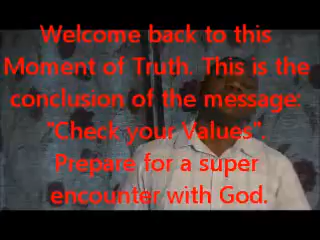 Welcome back to this
Moment of Truth. This is the
conclusion of the message:
"Check your Values".
Prepare for a super
encounter with God.